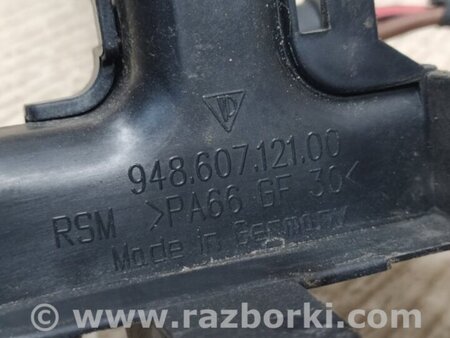 948.607.121.00
RSM >PA66 GF 30<
Made in Germany
© www.razborki.com